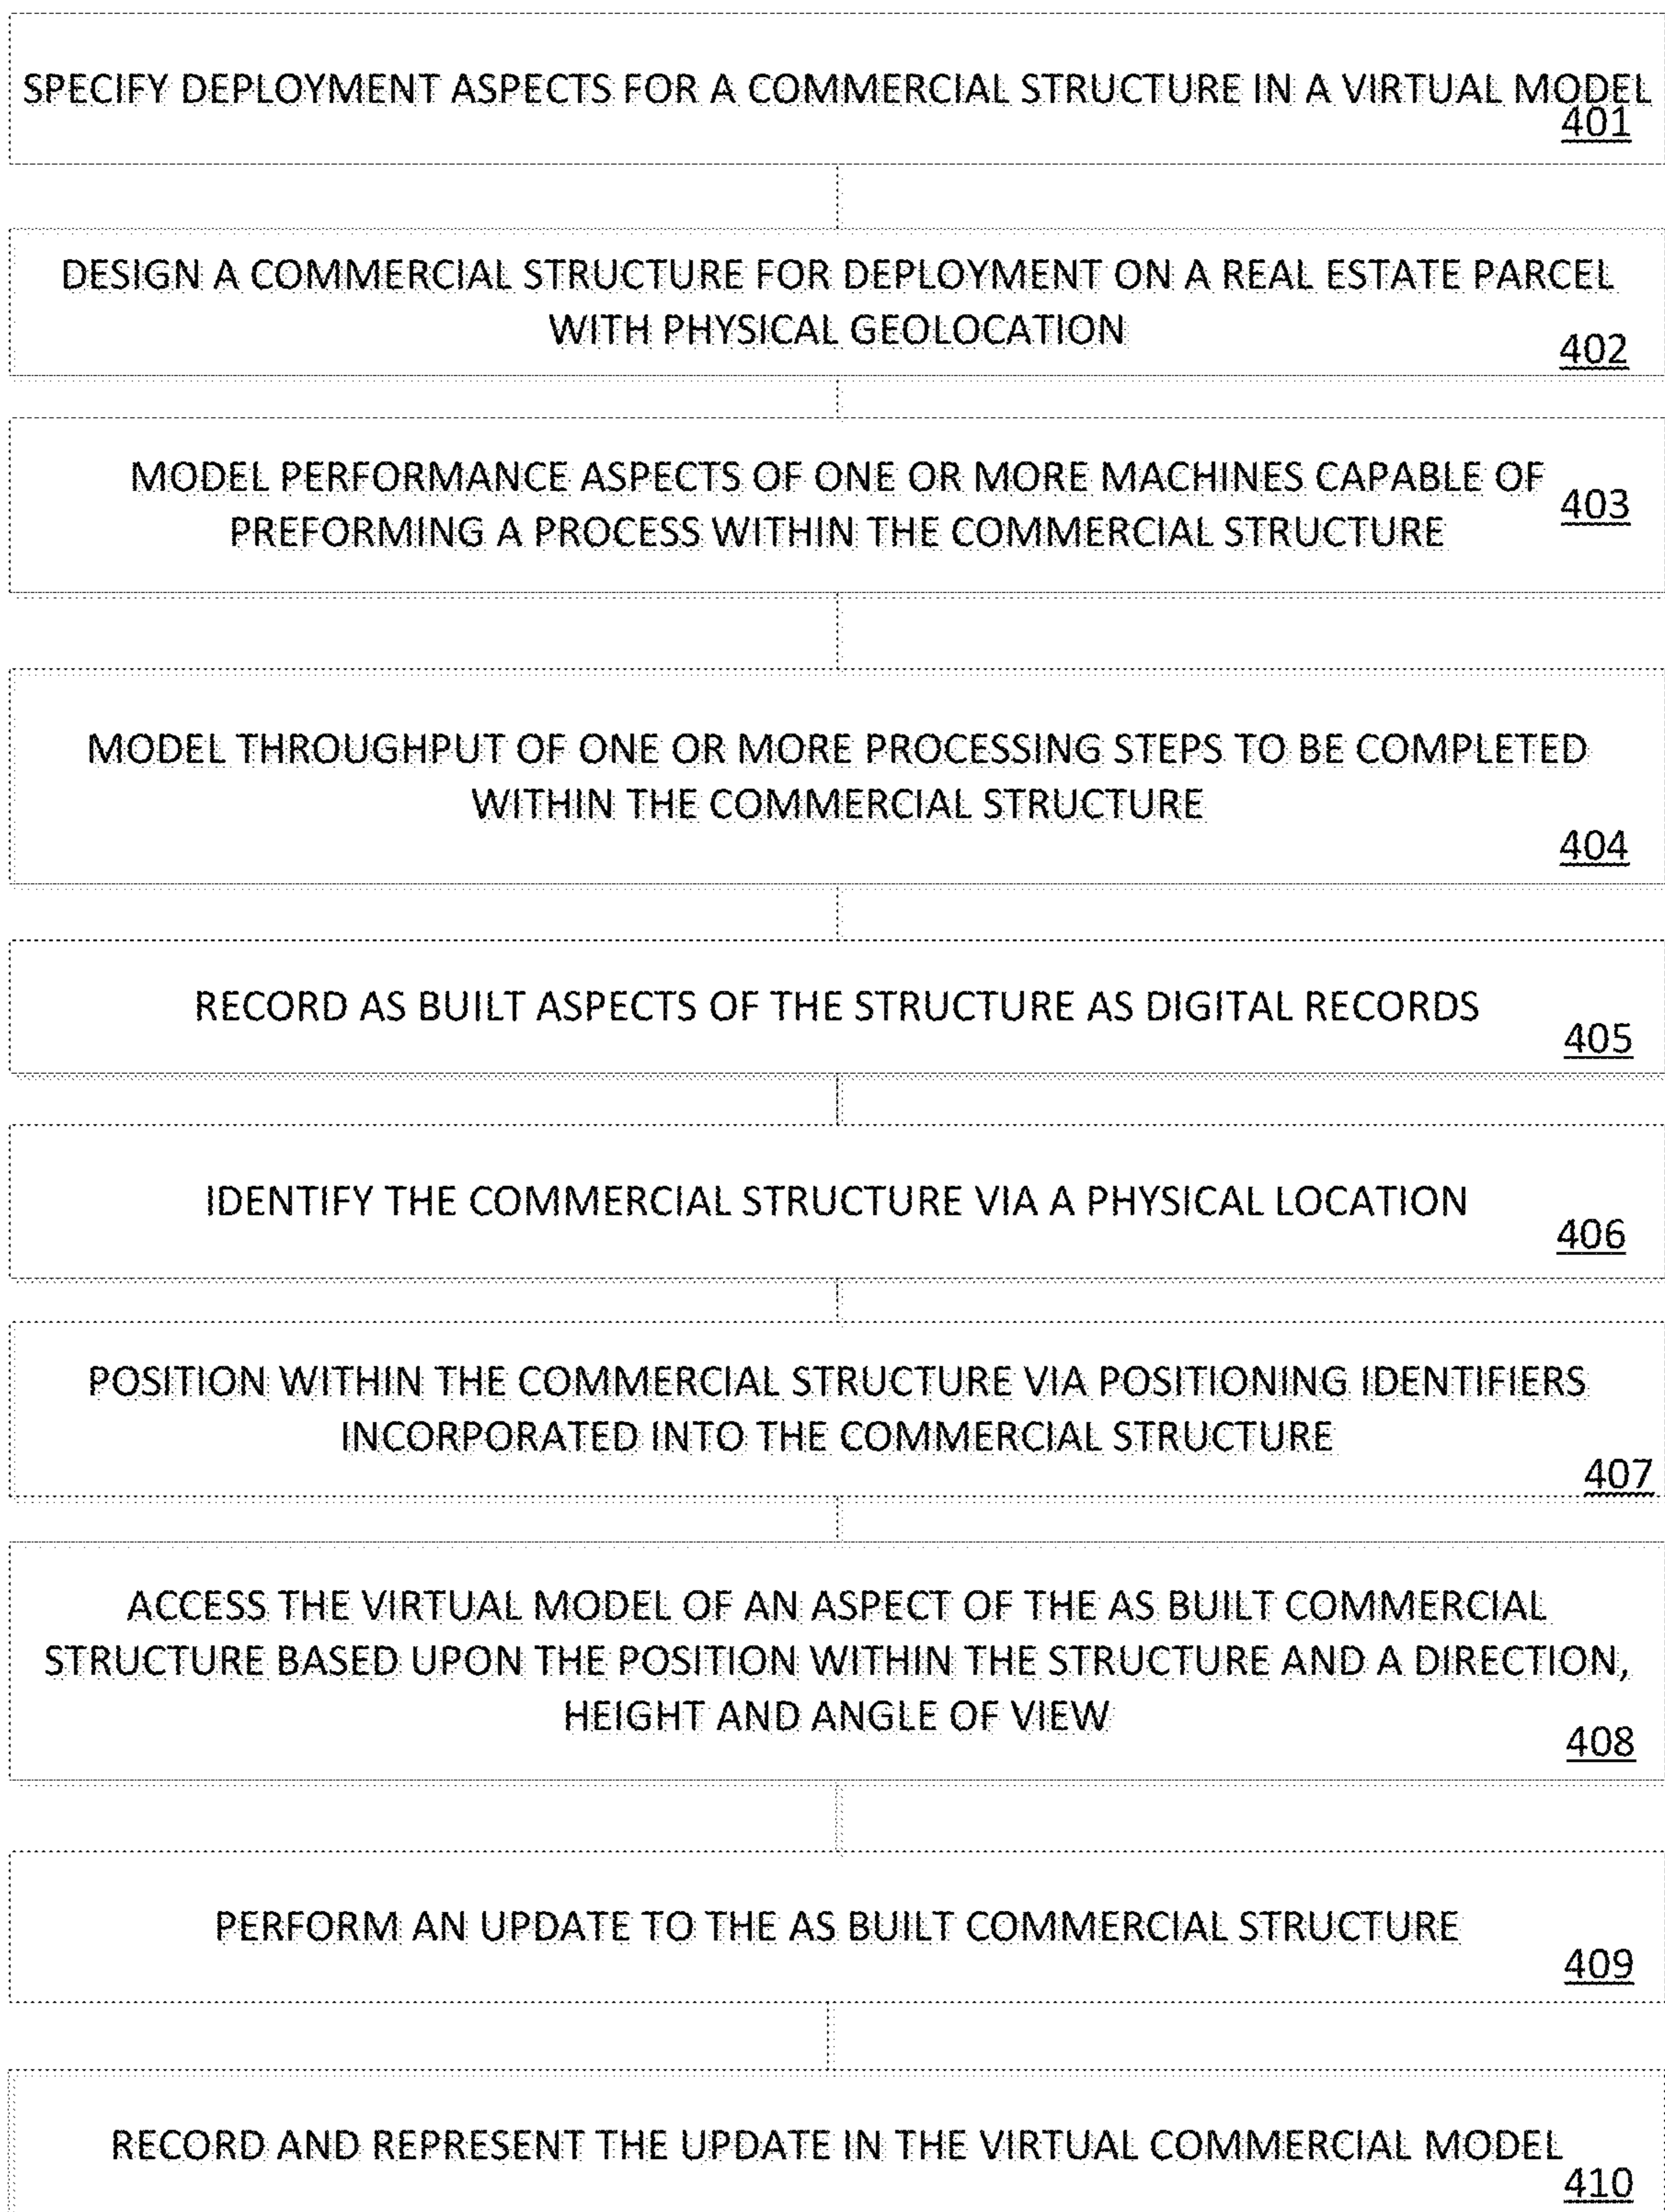 SPECIFY DEPLOYMENT ASPECTS FOR A COMMERCIAL STRUCTURE IN A VIRTUAL MODEL
401
DESIGN A COMMERCIAL STRUCTURE FOR DEPLOYMENT ON A REAL ESTATE PARCEL
WITH PHYSICAL GEOLOCATION
402
MODEL PERFORMANCE ASPECTS OF ONE OR MORE MACHINES CAPABLE OF
403
PREFORMING A PROCESS WITHIN THE COMMERCIAL STRUCTURE
MODEL THROUGHPUT OF ONE OR MORE PROCESSING STEPS TO BE COMPLETED
WITHIN THE COMMERCIAL STRUCTURE
404
RECORD AS BUILT ASPECTS OF THE STRUCTURE AS DIGITAL RECORDS
405
IDENTIFY THE COMMERCIAL STRUCTURE VIA A PHYSICAL LOCATION
406
POSITION WITHIN THE COMMERCIAL STRUCTURE VIA POSITIONING IDENTIFIERS
INCORPORATED INTO THE COMMERCIAL STRUCTURE
407
ACCESS THE VIRTUAL MODEL OF AN ASPECT OF THE AS BUILT COMMERCIAL
STRUCTURE BASED UPON THE POSITION WITHIN THE STRUCTURE AND A DIRECTION,
HEIGHT AND ANGLE OF VIEW
408
PERFORM AN UPDATE TO THE AS BUILT COMMERCIAL STRUCTURE
409
RECORD AND REPRESENT THE UPDATE IN THE VIRTUAL COMMERCIAL MODEL
410